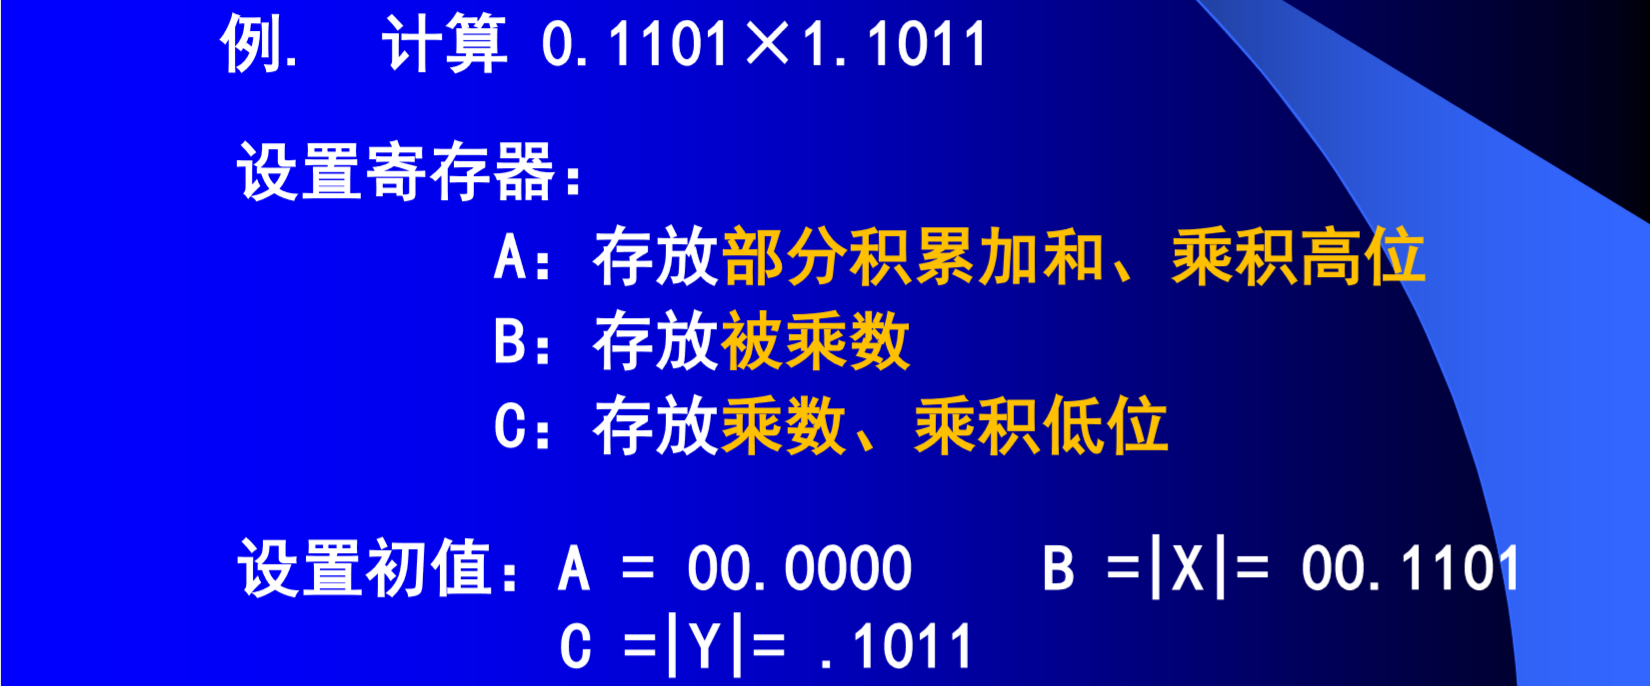 例. 计算 0.1101×1.1011
设置寄存器：
A：存放部分积累加和、乘积高位
B：存放被乘数
C：存放乘数、乘积低位
设置初值：A = 00.0000 B =|X|= 00.1101
C =|Y|= .1011